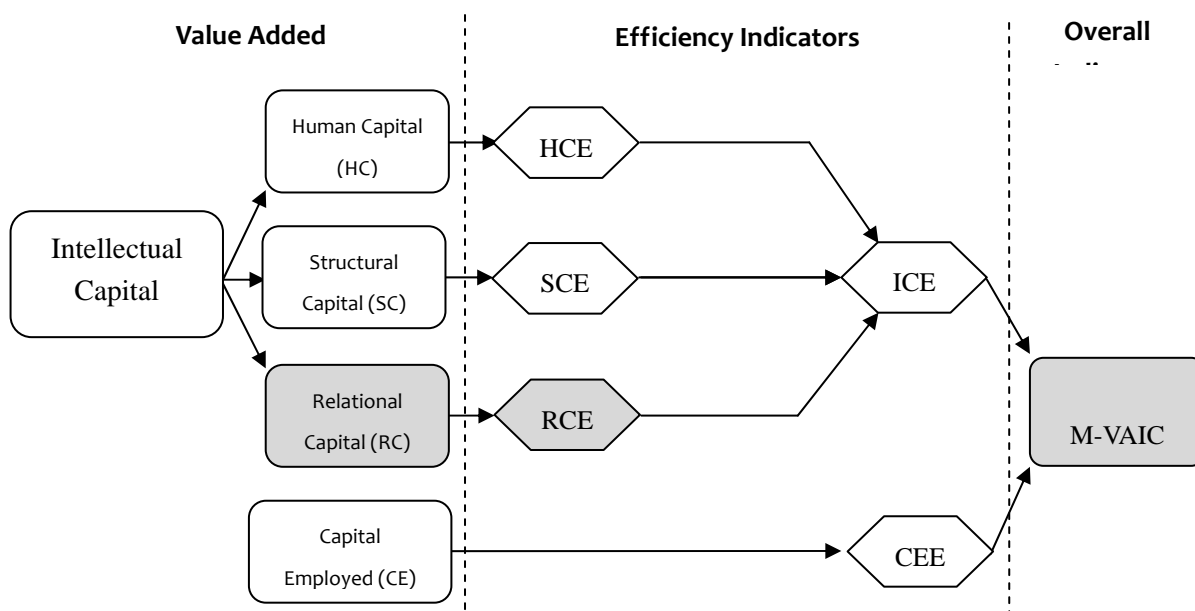 Value Added
Efficiency Indicators
Overall
Human Capital
(HC)
HCE
Intellectual
Capital
Structural
Capital (SC)
SCE
ICE
Relational
Capital (RC)
RCE
M-VAIC
Capital
Employed (CE)
CEE